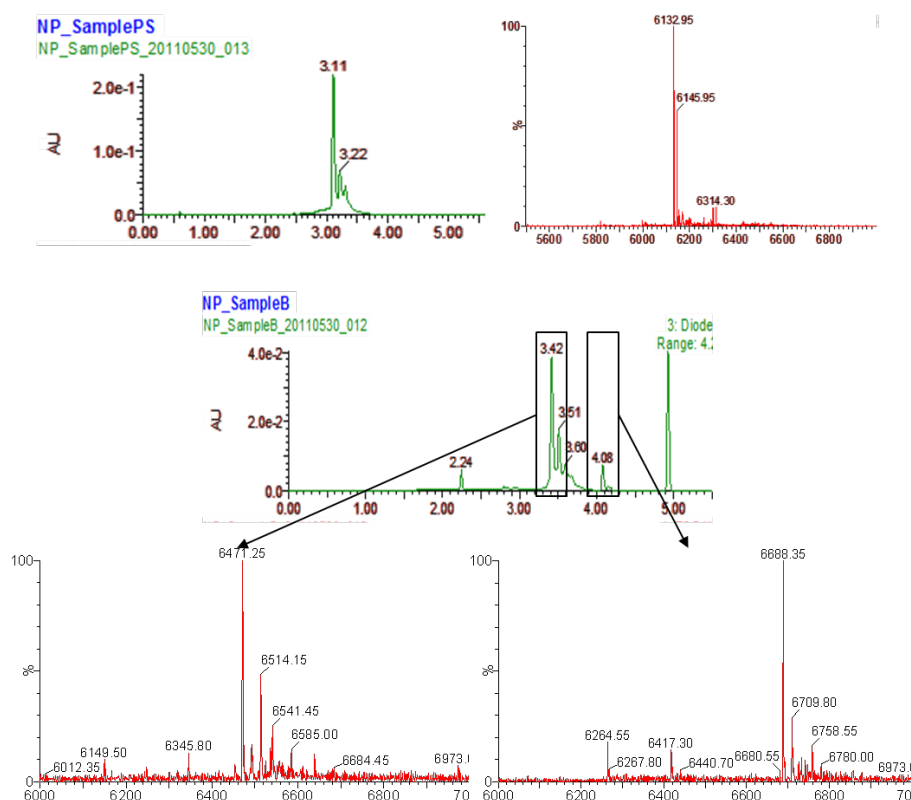 NP_SamplePS
NP_SamplePS_20110530_013
3.11
2.0e-1
AU
1.0e-1
3.22
0.0
0.00 1.00 2.00 3.00 4.00 5.00
6132.95
100
6145.95
%
6314.30
0
5600 5800 6000 6200 6400 6600 6800
NP_SampleB
NP_SampleB_20110530_012
3: Diode
Range: 4.2
4.0e-2
3.42
AU
2.0e-2
3.51
3.60
2.24
4.08
0.0
0.00 1.00 2.00 3.00 4.00 5.00
6471.25
100
6514.15
%
6541.45
6585.00
6345.80
6149.50
6684.45
6973.
6012.35
0
6000 6200 6400 6600 6800 70
6688.35
100
6709.80
%
6264.55
6758.55
6417.30
6680.55
6267.80
6440.70
6780.00
6973.
0
6000 6200 6400 6600 6800 70